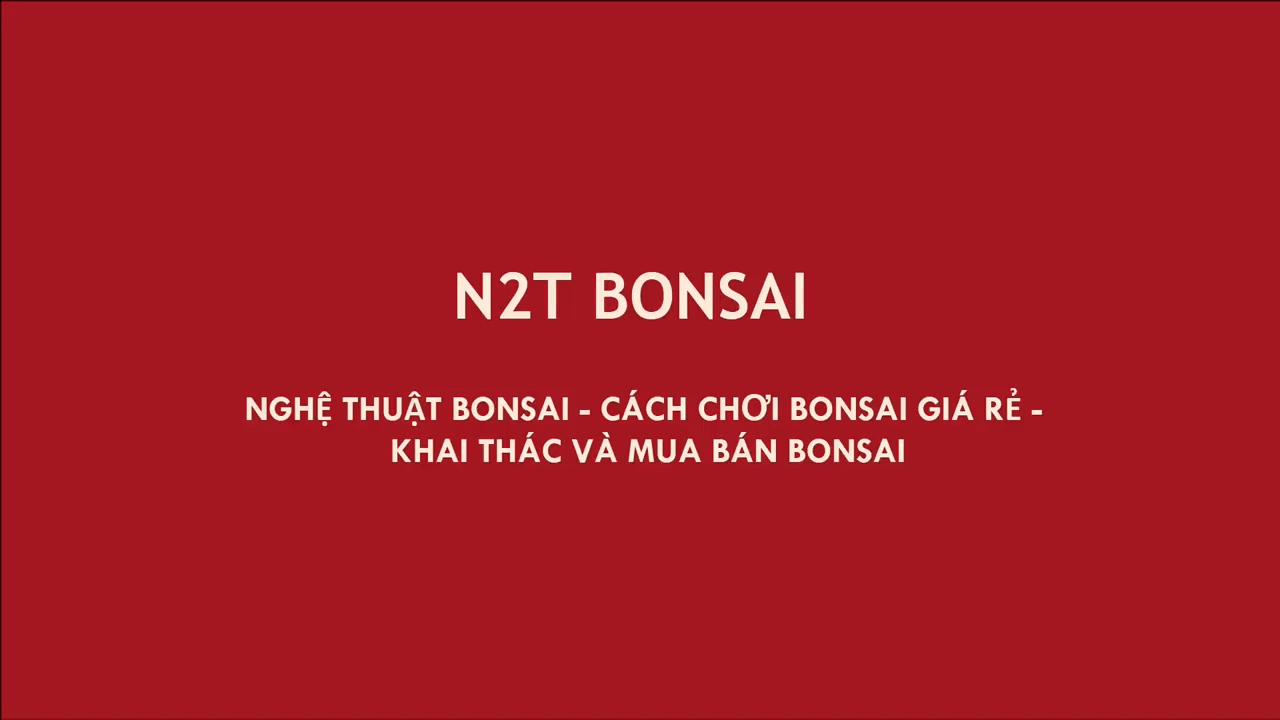 N2T BONSAI
NGHỆ THUẬT BONSAI - CÁCH CHƠI BONSAI GIÁ RẺ -
KHAI THÁC VÀ MUA BÁN BONSAI